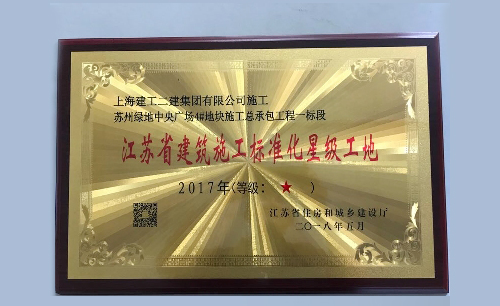 上海建工二建集团有限公司施工
苏州绿地中央广场4#地块施工总承包工程一标段
江苏省建筑施工标准化星级工地
2017年(等级：★)
江苏省住房和城乡建设厅
二〇一八年五月